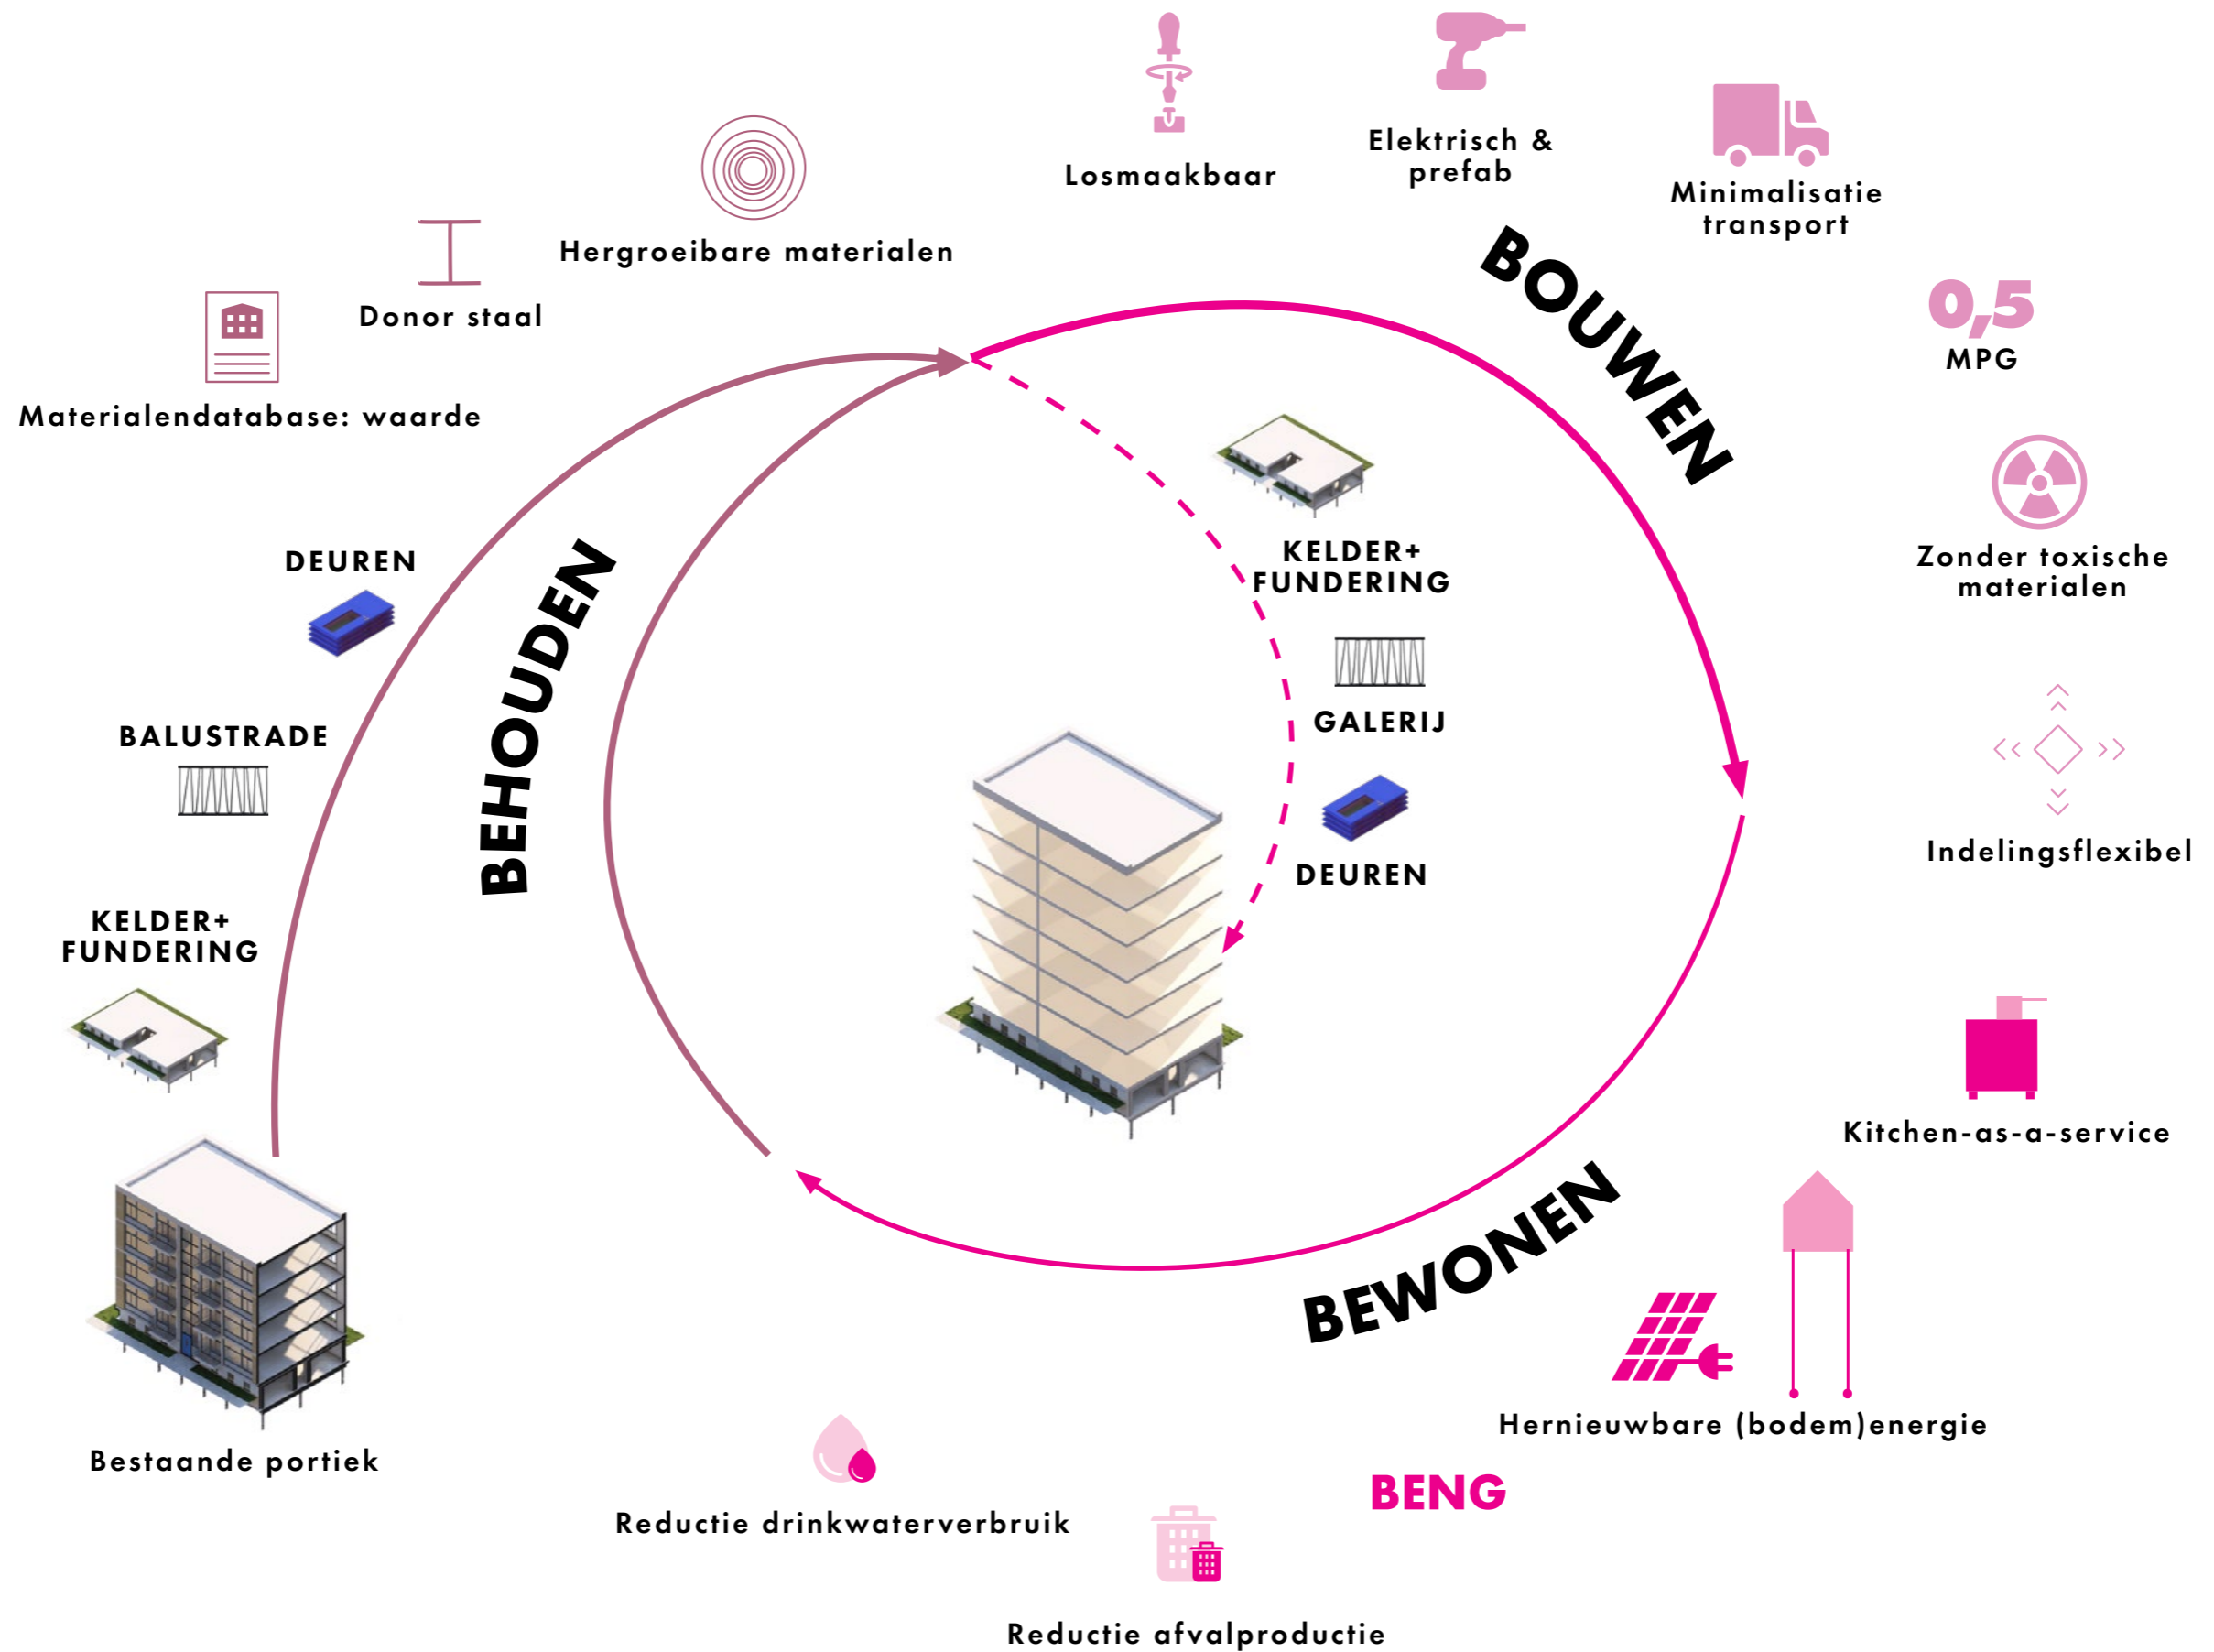 Losmaakbaar
Elektrisch &
prefab
Minimalisatie
transport
Hergroeibare materialen
Donor staal
Materialendatabase: waarde
BOUWEN
0,5
MPG
Zonder toxische
materialen
Indelingsflexibel
DEUREN
BALUSTRADE
KELDER+
FUNDERING
BEHOUDEN
KELDER+
FUNDERING
GALERIJ
DEUREN
Kitchen-as-a-service
BEWONEN
Hernieuwbare (bodem)energie
BENG
Bestaande portiek
Reductie drinkwaterverbruik
Reductie afvalproductie